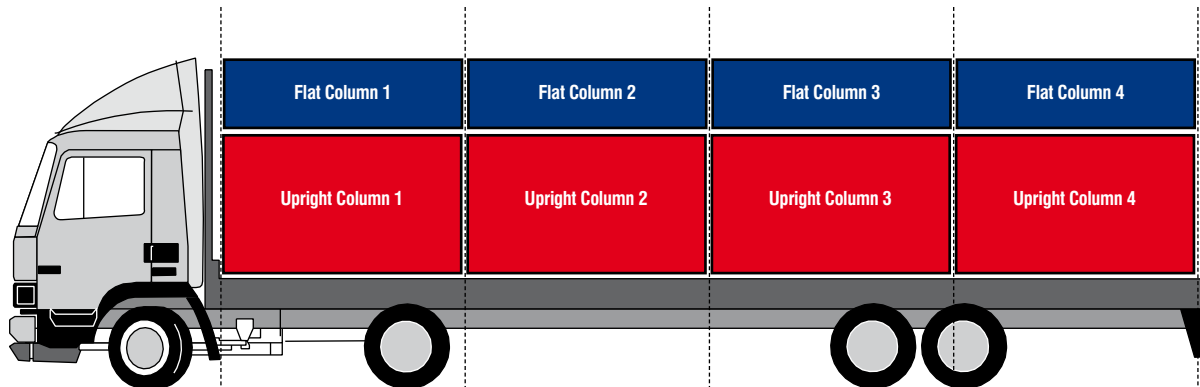 Flat Column 1
Flat Column 2
Flat Column 3
Flat Column 4
Upright Column 1
Upright Column 2
Upright Column 3
Upright Column 4